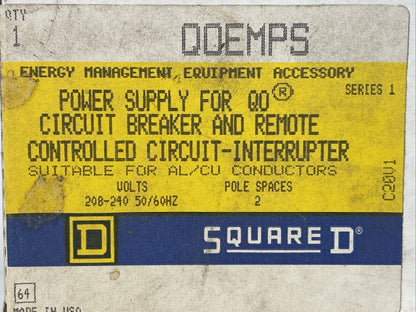 QTY
1
QOEMPS
ENERGY MANAGEMENT EQUIPMENT ACCESSORY
SERIES 1
POWER SUPPLY FOR QO®
CIRCUIT BREAKER AND REMOTE
CONTROLLED CIRCUIT-INTERRUPTER
SUITABLE FOR AL/CU CONDUCTORS
VOLTS POLE SPACES
208-240 50/60HZ 2
C20V1
D SQUARE D®
64
MADE IN USA